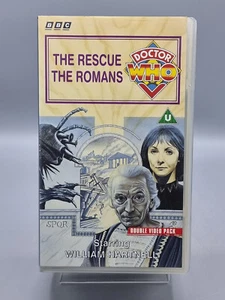 BBC
THE RESCUE
THE ROMANS
DOCTOR
WHO
U
SPQR
DOUBLE VIDEO PACK
Starring
WILLIAM HARTNELL